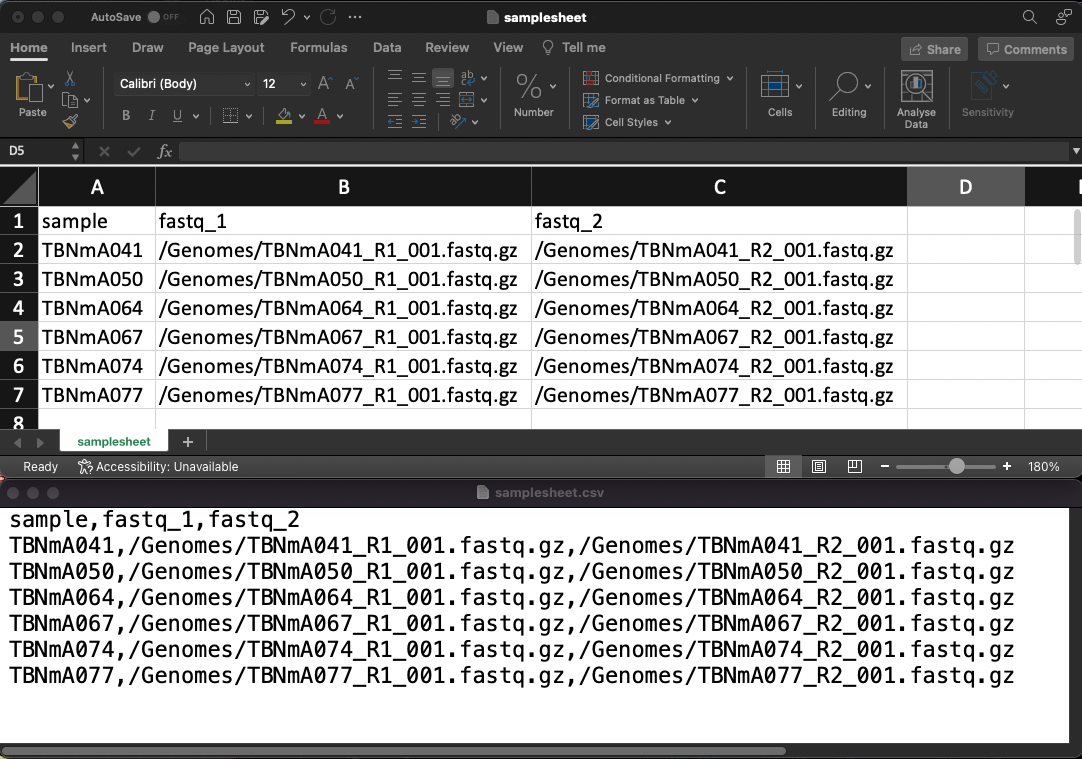 AutoSave OFF samplesheet
Home Insert Draw Page Layout Formulas Data Review View Tell me Share Comments
Paste Calibri (Body) 12 A A ab Number Conditional Formatting Cells Editing Analyse Data Sensitivity
B I U A Format as Table
Cell Styles
D5 fx
A B C D
1 sample fastq_1 fastq_2
2 TBNmA041 /Genomes/TBNmA041_R1_001.fastq.gz /Genomes/TBNmA041_R2_001.fastq.gz
3 TBNmA050 /Genomes/TBNmA050_R1_001.fastq.gz /Genomes/TBNmA050_R2_001.fastq.gz
4 TBNmA064 /Genomes/TBNmA064_R1_001.fastq.gz /Genomes/TBNmA064_R2_001.fastq.gz
5 TBNmA067 /Genomes/TBNmA067_R1_001.fastq.gz /Genomes/TBNmA067_R2_001.fastq.gz
6 TBNmA074 /Genomes/TBNmA074_R1_001.fastq.gz /Genomes/TBNmA074_R2_001.fastq.gz
7 TBNmA077 /Genomes/TBNmA077_R1_001.fastq.gz /Genomes/TBNmA077_R2_001.fastq.gz
8
samplesheet +
Ready Accessibility: Unavailable - + 180%
samplesheet.csv
sample,fastq_1,fastq_2
TBNmA041,/Genomes/TBNmA041_R1_001.fastq.gz,/Genomes/TBNmA041_R2_001.fastq.gz
TBNmA050,/Genomes/TBNmA050_R1_001.fastq.gz,/Genomes/TBNmA050_R2_001.fastq.gz
TBNmA064,/Genomes/TBNmA064_R1_001.fastq.gz,/Genomes/TBNmA064_R2_001.fastq.gz
TBNmA067,/Genomes/TBNmA067_R1_001.fastq.gz,/Genomes/TBNmA067_R2_001.fastq.gz
TBNmA074,/Genomes/TBNmA074_R1_001.fastq.gz,/Genomes/TBNmA074_R2_001.fastq.gz
TBNmA077,/Genomes/TBNmA077_R1_001.fastq.gz,/Genomes/TBNmA077_R2_001.fastq.gz